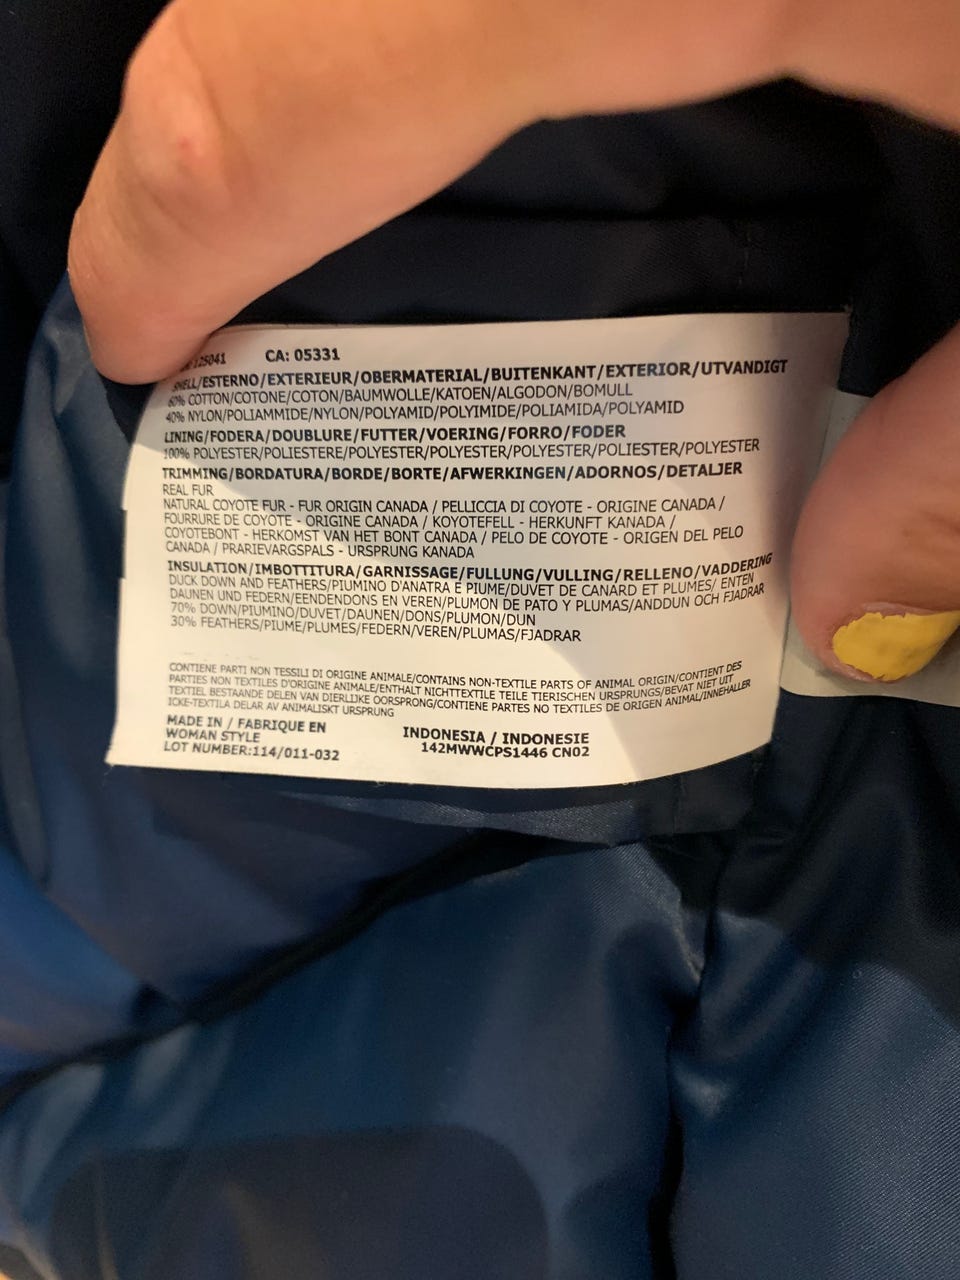 125041 CA: 05331
SHELL/ESTERNO/EXTERIEUR/OBERMATERIAL/BUITENKANT/EXTERIOR/UTVANDIGT
60% COTTON/COTONE/COTON/BAUMWOLLE/KATOEN/ALGODON/BOMULL
40% NYLON/POLIAMMIDE/NYLON/POLYAMID/POLYIMIDE/POLIAMIDA/POLYAMID
LINING/FODERA/DOUBLURE/FUTTER/VOERING/FORRO/FODER
100% POLYESTER/POLIESTERE/POLYESTER/POLYESTER/POLYESTER/POLIESTER/POLYESTER
TRIMMING/BORDATURA/BORDE/BORTE/AFWERKINGEN/ADORNOS/DETALJER
REAL FUR
NATURAL COYOTE FUR - FUR ORIGIN CANADA / PELLICCIA DI COYOTE - ORIGINE CANADA /
FOURRURE DE COYOTE - ORIGINE CANADA / KOYOTEFELL - HERKUNFT KANADA /
COYOTEBONT - HERKOMST VAN HET BONT CANADA / PELO DE COYOTE - ORIGEN DEL PELO
CANADA / PRARIEVARGSPALS - URSPRUNG KANADA
INSULATION/IMBOTTITURA/GARNISSAGE/FULLUNG/VULLING/RELLENO/VADDERING
DUCK DOWN AND FEATHERS/PIUMINO D'ANATRA E PIUME/DUVET DE CANARD ET PLUMES/ ENTEN
DAUNEN UND FEDERN/EENDENDONS EN VEREN/PLUMON DE PATO Y PLUMAS/ANDDUN OCH FJADRAR
70% DOWN/PIUMINO/DUVET/DAUNEN/DONS/PLUMON/DUN
30% FEATHERS/PIUME/PLUMES/FEDERN/VEREN/PLUMAS/FJADRAR
CONTIENE PARTI NON TESSILI DI ORIGINE ANIMALE/CONTAINS NON-TEXTILE PARTS OF ANIMAL ORIGIN/CONTIENT DES
PARTIES NON TEXTILES D'ORIGINE ANIMALE/ENTHALT NICHTTEXTILE TEILE TIERISCHEN URSPRUNGS/BEVAT NIET UIT
TEXTIEL BESTAANDE DELEN VAN DIERLIJKE OORSPRONG/CONTIENE PARTES NO TEXTILES DE ORIGEN ANIMAL/INNEHALLER
ICKE-TEXTILA DELAR AV ANIMALISKT URSPRUNG
MADE IN / FABRIQUE EN INDONESIA / INDONESIE
WOMAN STYLE 142MWWCPS1446 CN02
LOT NUMBER:114/011-032